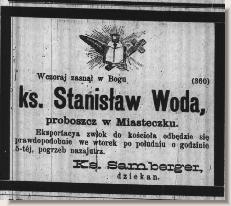 Wczoraj zasnął w Bogu (360)
ks. Stanisław Woda,
proboszcz w Miasteczku.
Eksportacya zwłok do kościoła odbędzie się
prawdopodobnie we wtorek po południu o godzinie
5-tej, pogrzeb nazajutrz.
Ks. Samberger,
dziekan.